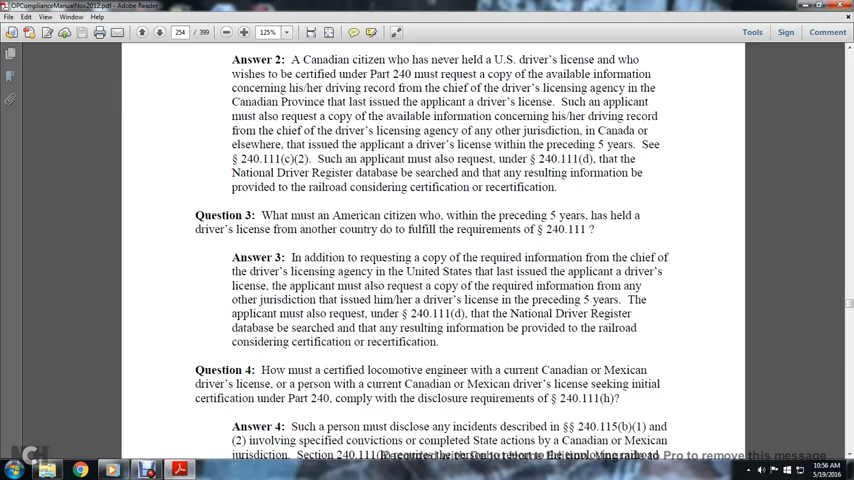 OPComplianceManualNov2012.pdf - Adobe Reader
File Edit View Window Help
254 / 399 125% Tools Sign Comment
Answer 2: A Canadian citizen who has never held a U.S. driver's license and who
wishes to be certified under Part 240 must request a copy of the available information
concerning his/her driving record from the chief of the driver's licensing agency in the
Canadian Province that last issued the applicant a driver's license. Such an applicant
must also request a copy of the available information concerning his/her driving record
from the chief of the driver's licensing agency of any other jurisdiction, in Canada or
elsewhere, that issued the applicant a driver's license within the preceding 5 years. See
§ 240.111(c)(2). Such an applicant must also request, under § 240.111(d), that the
National Driver Register database be searched and that any resulting information be
provided to the railroad considering certification or recertification.
Question 3: What must an American citizen who, within the preceding 5 years, has held a
driver's license from another country do to fulfill the requirements of § 240.111 ?
Answer 3: In addition to requesting a copy of the required information from the chief of
the driver's licensing agency in the United States that last issued the applicant a driver's
license, the applicant must also request a copy of the required information from any
other jurisdiction that issued him/her a driver's license in the preceding 5 years. The
applicant must also request, under § 240.111(d), that the National Driver Register
database be searched and that any resulting information be provided to the railroad
considering certification or recertification.
Question 4: How must a certified locomotive engineer with a current Canadian or Mexican
driver's license, or a person with a current Canadian or Mexican driver's license seeking initial
certification under Part 240, comply with the disclosure requirements of § 240.111(h)?
Answer 4: Such a person must disclose any incidents described in §§ 240.115(b)(1) and
(2) involving specified convictions or completed State actions by a Canadian or Mexican
jurisdiction. Section 240.111(h) requires the person to report to the employing railroad
Upgrade to Pro to remove this message
10:56 AM
5/19/2016